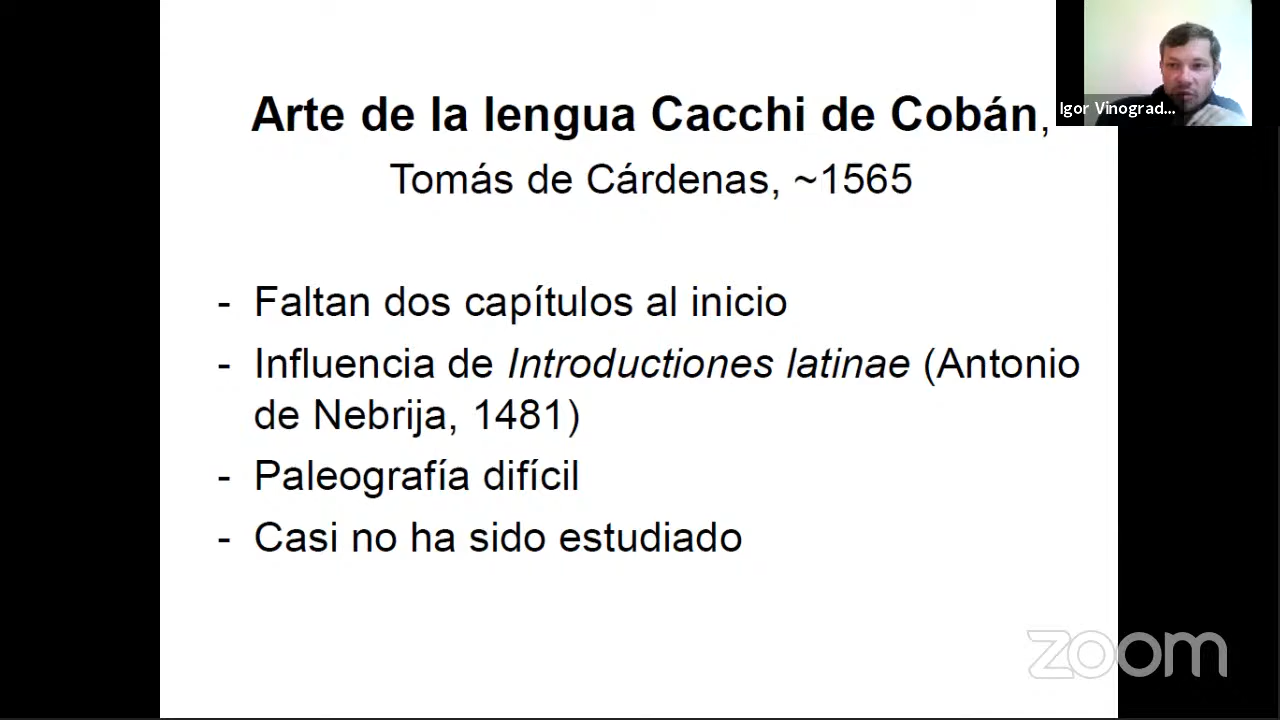 Arte de la lengua Cacchi de Cobán,
Tomás de Cárdenas, ~1565
- Faltan dos capítulos al inicio
- Influencia de Introductiones latinae (Antonio
de Nebrija, 1481)
- Paleografía difícil
- Casi no ha sido estudiado
Igor Vinograd...
zoom